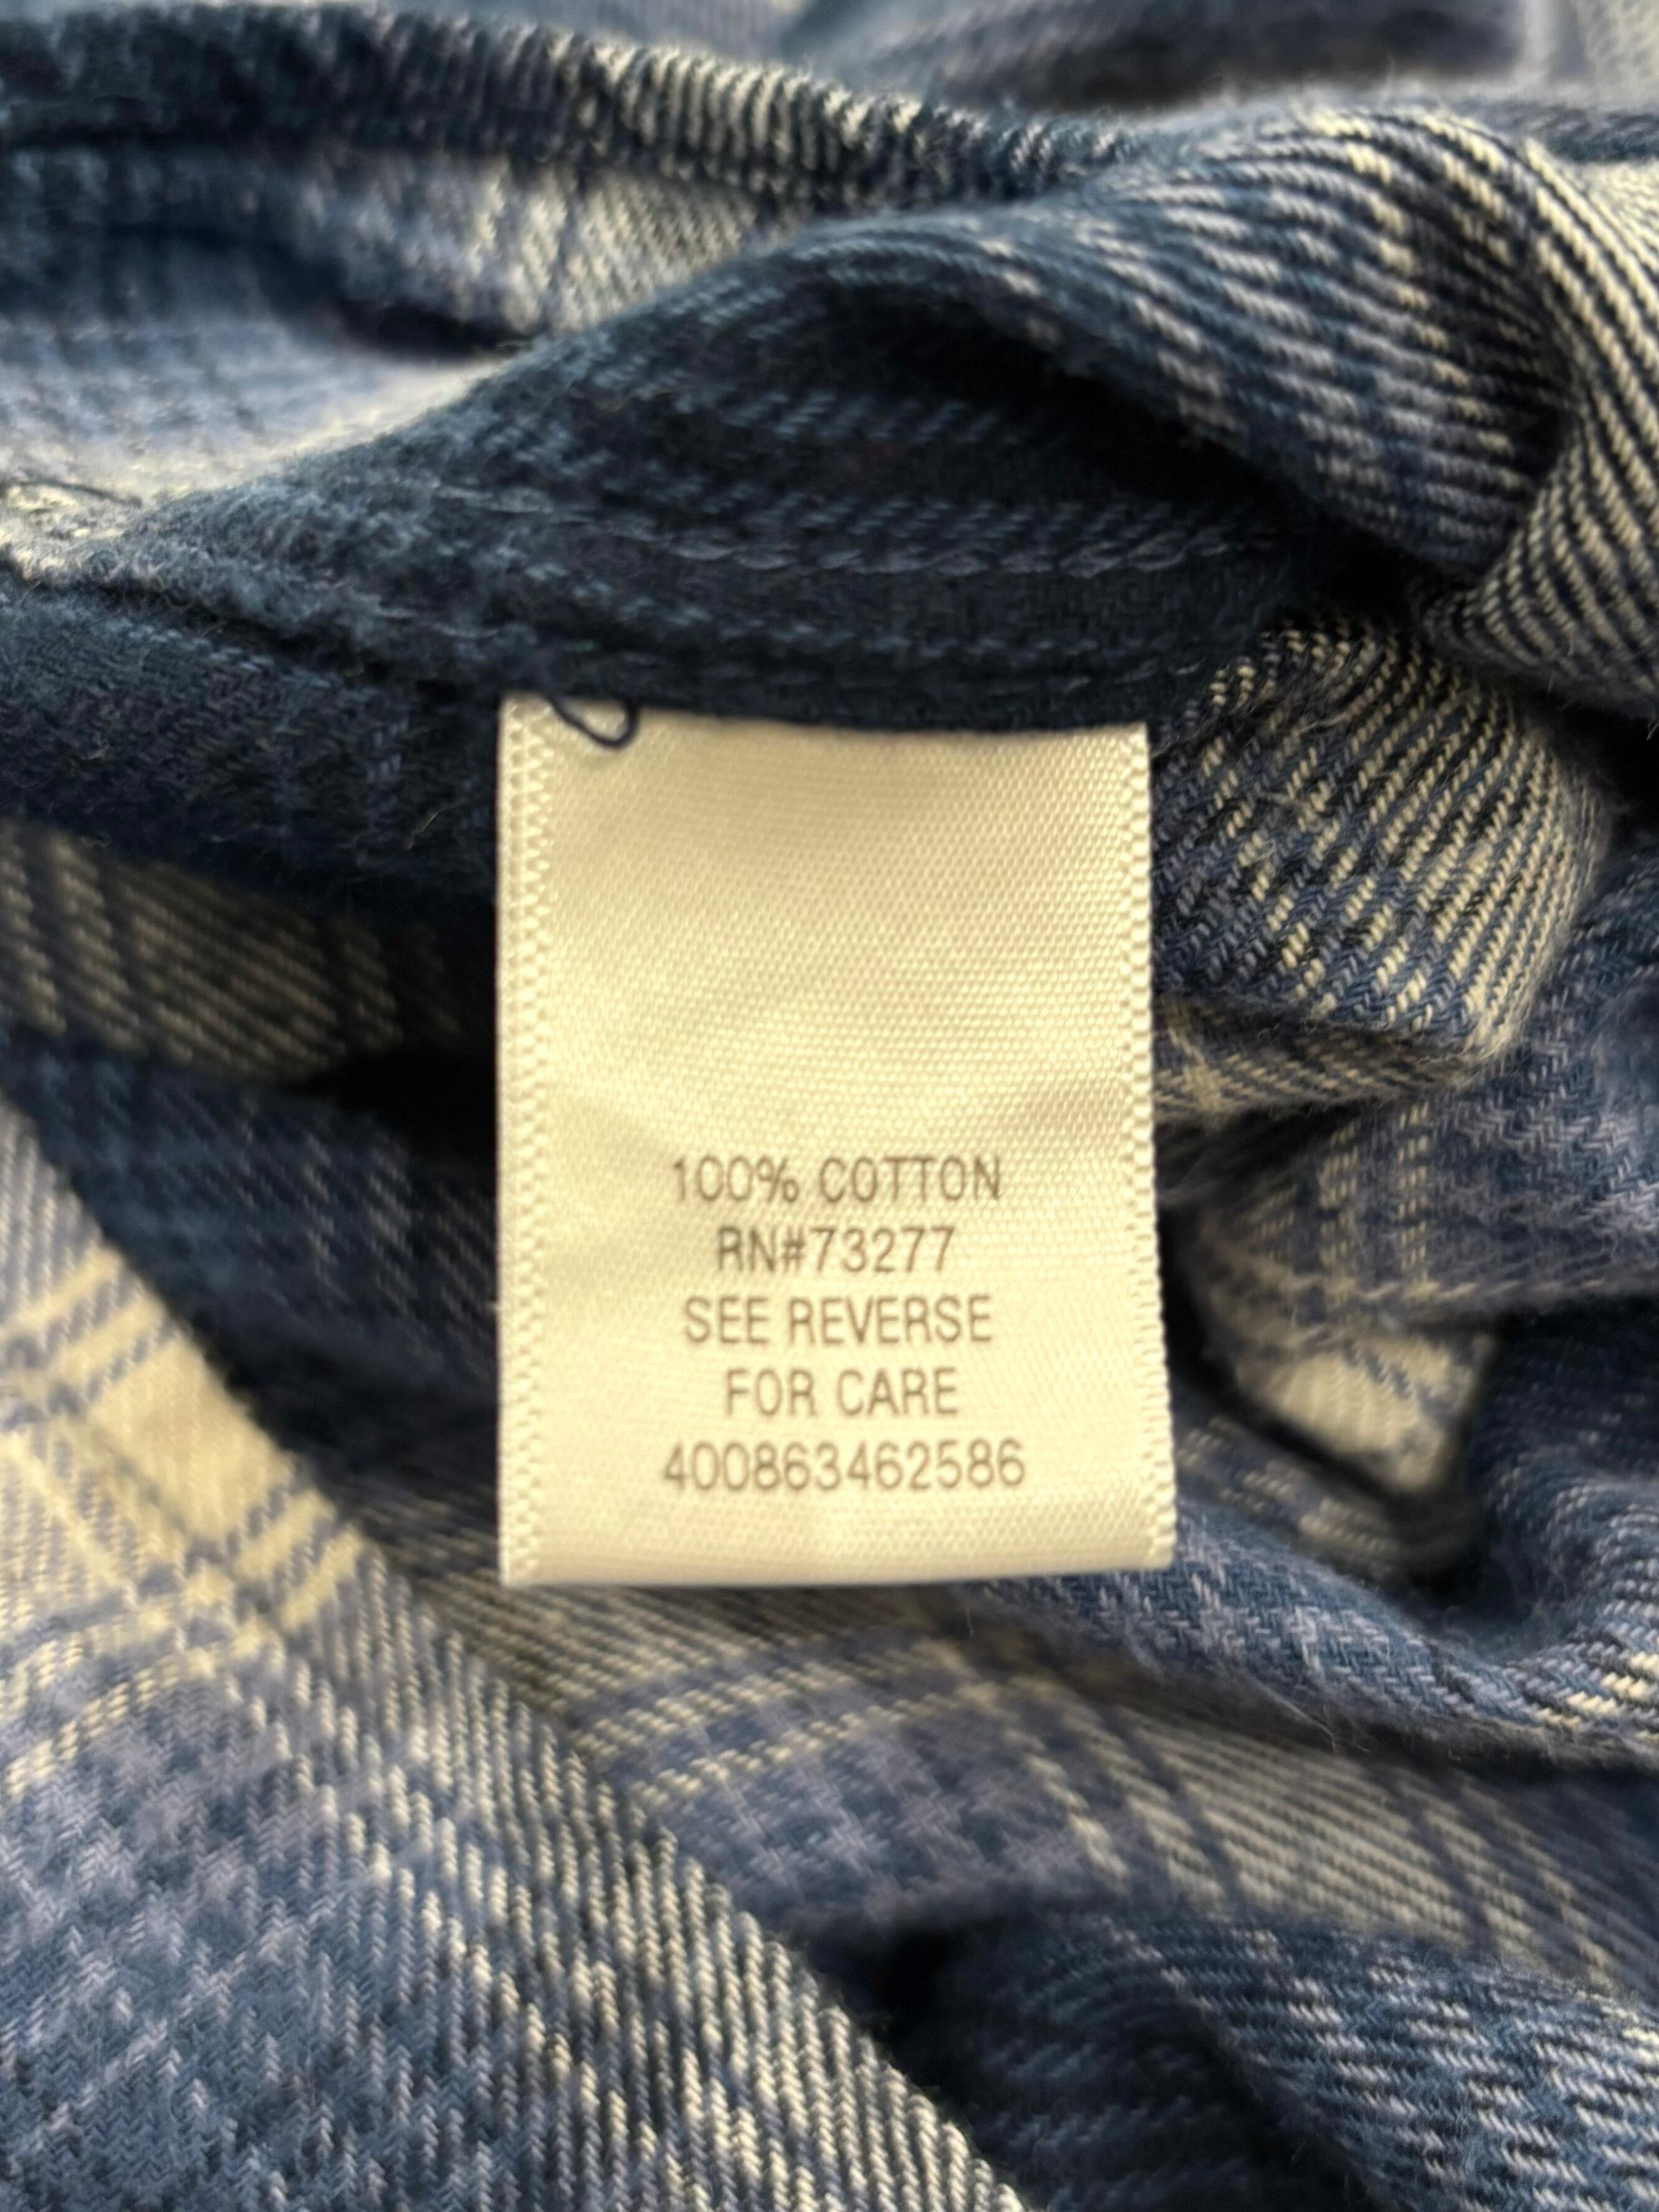 100% COTTON
RN#73277
SEE REVERSE
FOR CARE
400863462586